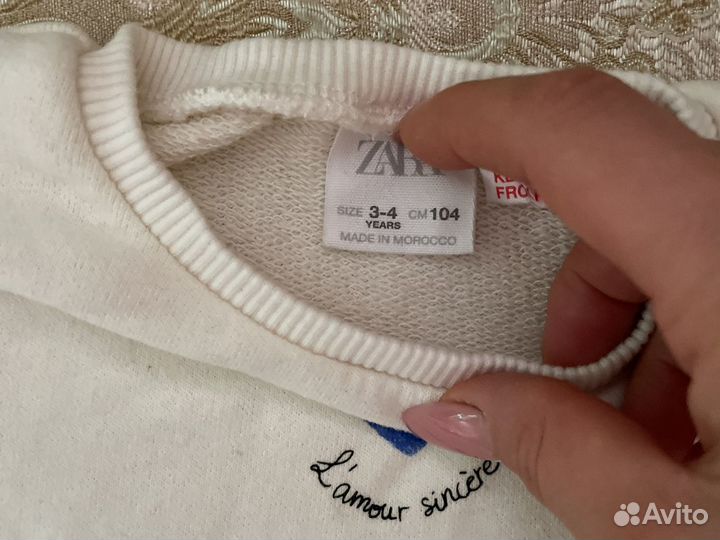 ZARA
SIZE 3-4 CM 104
YEARS
MADE IN MOROCCO
L'amour sincère
Avito